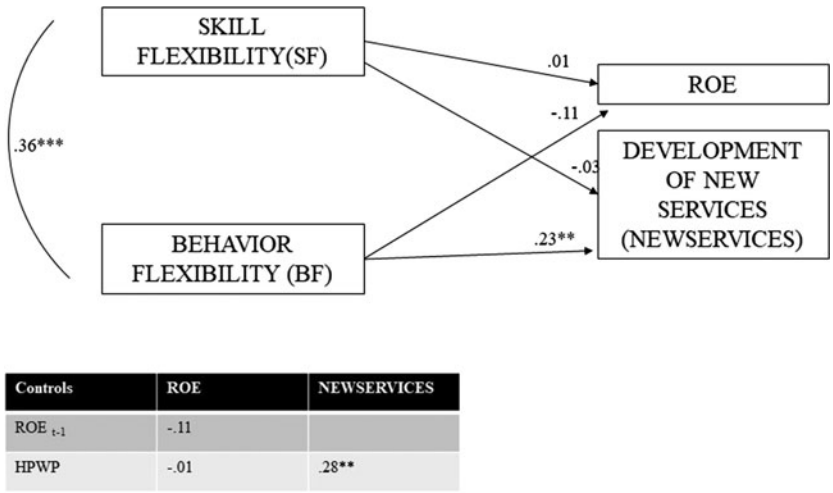 SKILL
FLEXIBILITY(SF)
.01
ROE
-.11
.36***
-.03
DEVELOPMENT
OF NEW
SERVICES
(NEWSERVICES)
BEHAVIOR
FLEXIBILITY (BF)
.23**
Controls ROE NEWSERVICES
ROE t-1 -.11
HPWP -.01 .28**